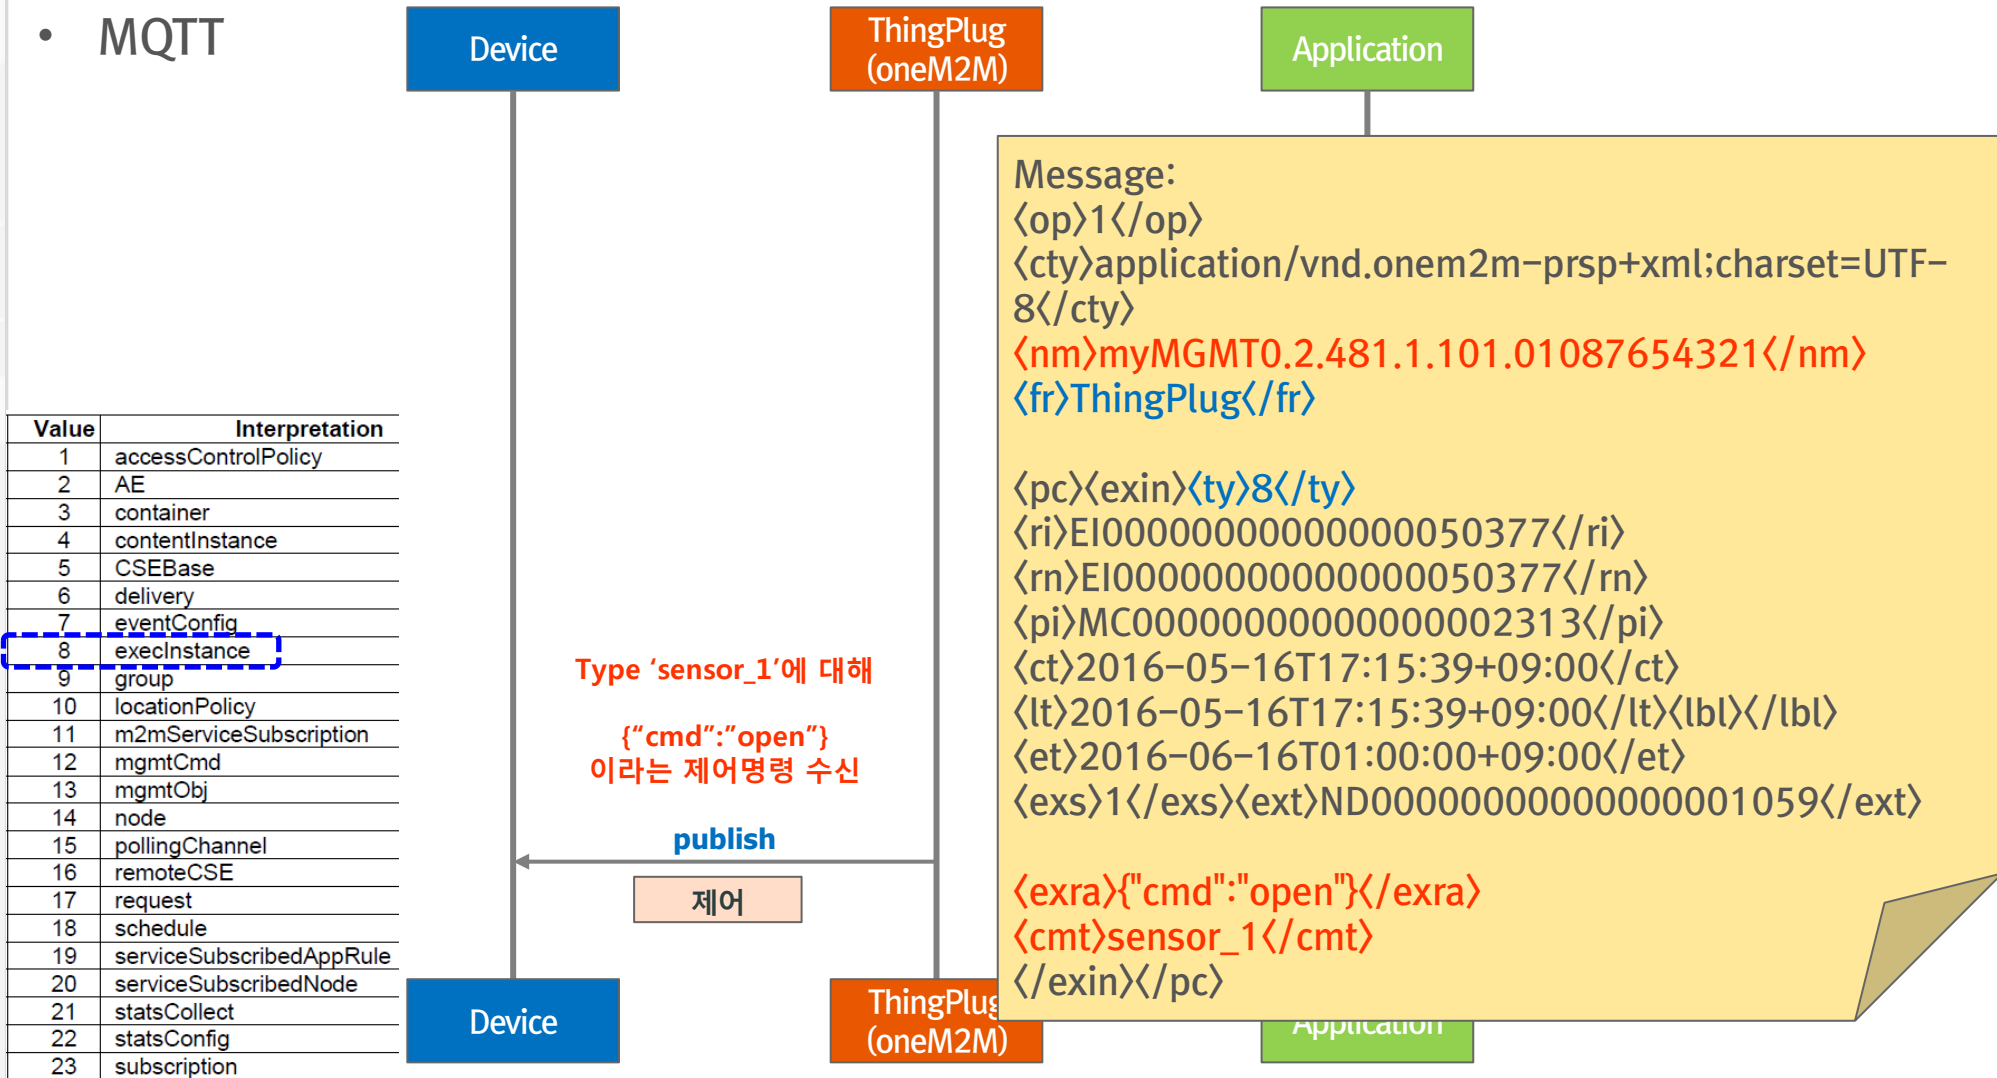 • MQTT
Device
ThingPlug
(oneM2M)
Application
Message:
〈op〉1〈/op〉
〈cty〉application/vnd.onem2m-prsp+xml;charset=UTF-
8〈/cty〉
〈nm〉myMGMT0.2.481.1.101.01087654321〈/nm〉
〈fr〉ThingPlug〈/fr〉
〈pc〉〈exin〉〈ty〉8〈/ty〉
〈ri〉EI00000000000000050377〈/ri〉
〈rn〉EI00000000000000050377〈/rn〉
〈pi〉MC00000000000000002313〈/pi〉
〈ct〉2016-05-16T17:15:39+09:00〈/ct〉
〈lt〉2016-05-16T17:15:39+09:00〈/lt〉〈lbl〉〈/lbl〉
〈et〉2016-06-16T01:00:00+09:00〈/et〉
〈exs〉1〈/exs〉〈ext〉ND00000000000000001059〈/ext〉
〈exra〉{"cmd":"open"}〈/exra〉
〈cmt〉sensor_1〈/cmt〉
〈/exin〉〈/pc〉
Value Interpretation
1 accessControlPolicy
2 AE
3 container
4 contentInstance
5 CSEBase
6 delivery
7 eventConfig
8 execInstance
9 group
10 locationPolicy
11 m2mServiceSubscription
12 mgmtCmd
13 mgmtObj
14 node
15 pollingChannel
16 remoteCSE
17 request
18 schedule
19 serviceSubscribedAppRule
20 serviceSubscribedNode
21 statsCollect
22 statsConfig
23 subscription
Type ‘sensor_1’에 대해
{“cmd”:”open”}
이라는 제어명령 수신
publish
제어
Device
ThingPlug
(oneM2M)
Application